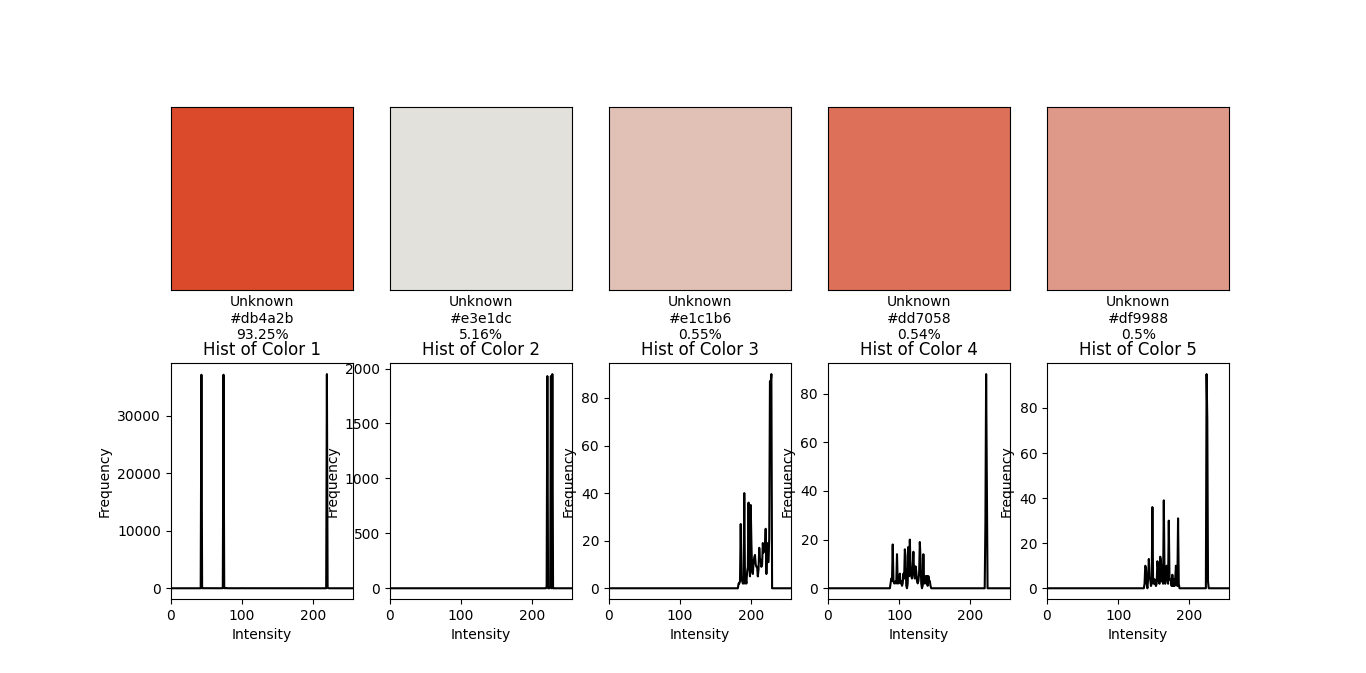 Unknown
#db4a2b
93.25%
Unknown
#e3e1dc
5.16%
Unknown
#e1c1b6
0.55%
Unknown
#dd7058
0.54%
Unknown
#df9988
0.5%
Hist of Color 1
Frequency
30000
20000
10000
0
0 100 200
Intensity
Hist of Color 2
Frequency
2000
1500
1000
500
0
0 100 200
Intensity
Hist of Color 3
Frequency
80
60
40
20
0
0 100 200
Intensity
Hist of Color 4
Frequency
80
60
40
20
0
0 100 200
Intensity
Hist of Color 5
Frequency
80
60
40
20
0
0 100 200
Intensity